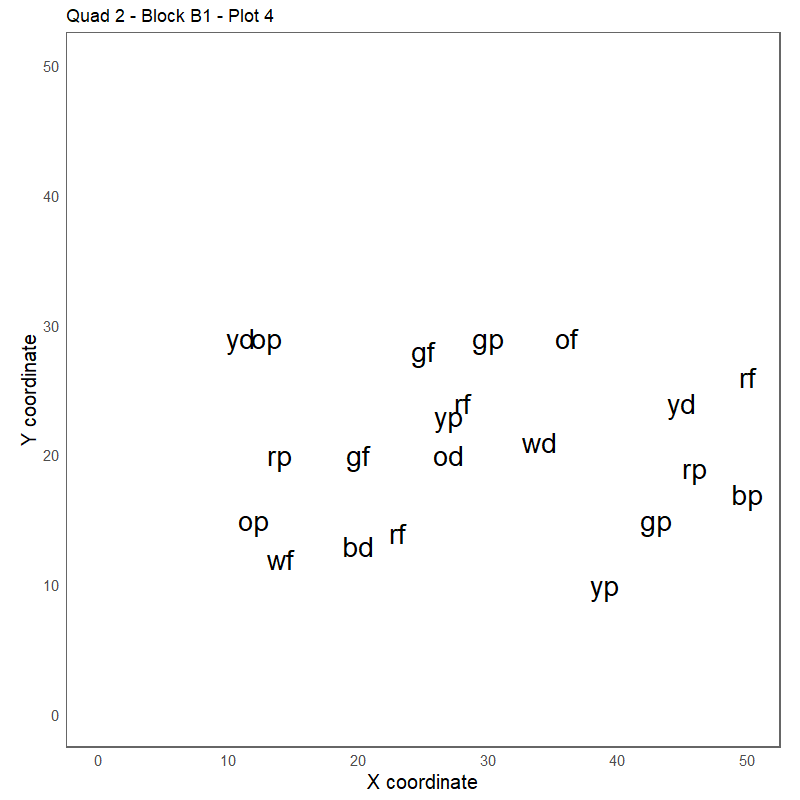 Quad 2 - Block B1 - Plot 4
50
40
30
20
10
0
Y coordinate
yd op gf gp of
rf
yd rf yp
wd
rp gf od
rp
bp
op gp
rf
bd
wf
yp
0 10 20 30 40 50
X coordinate